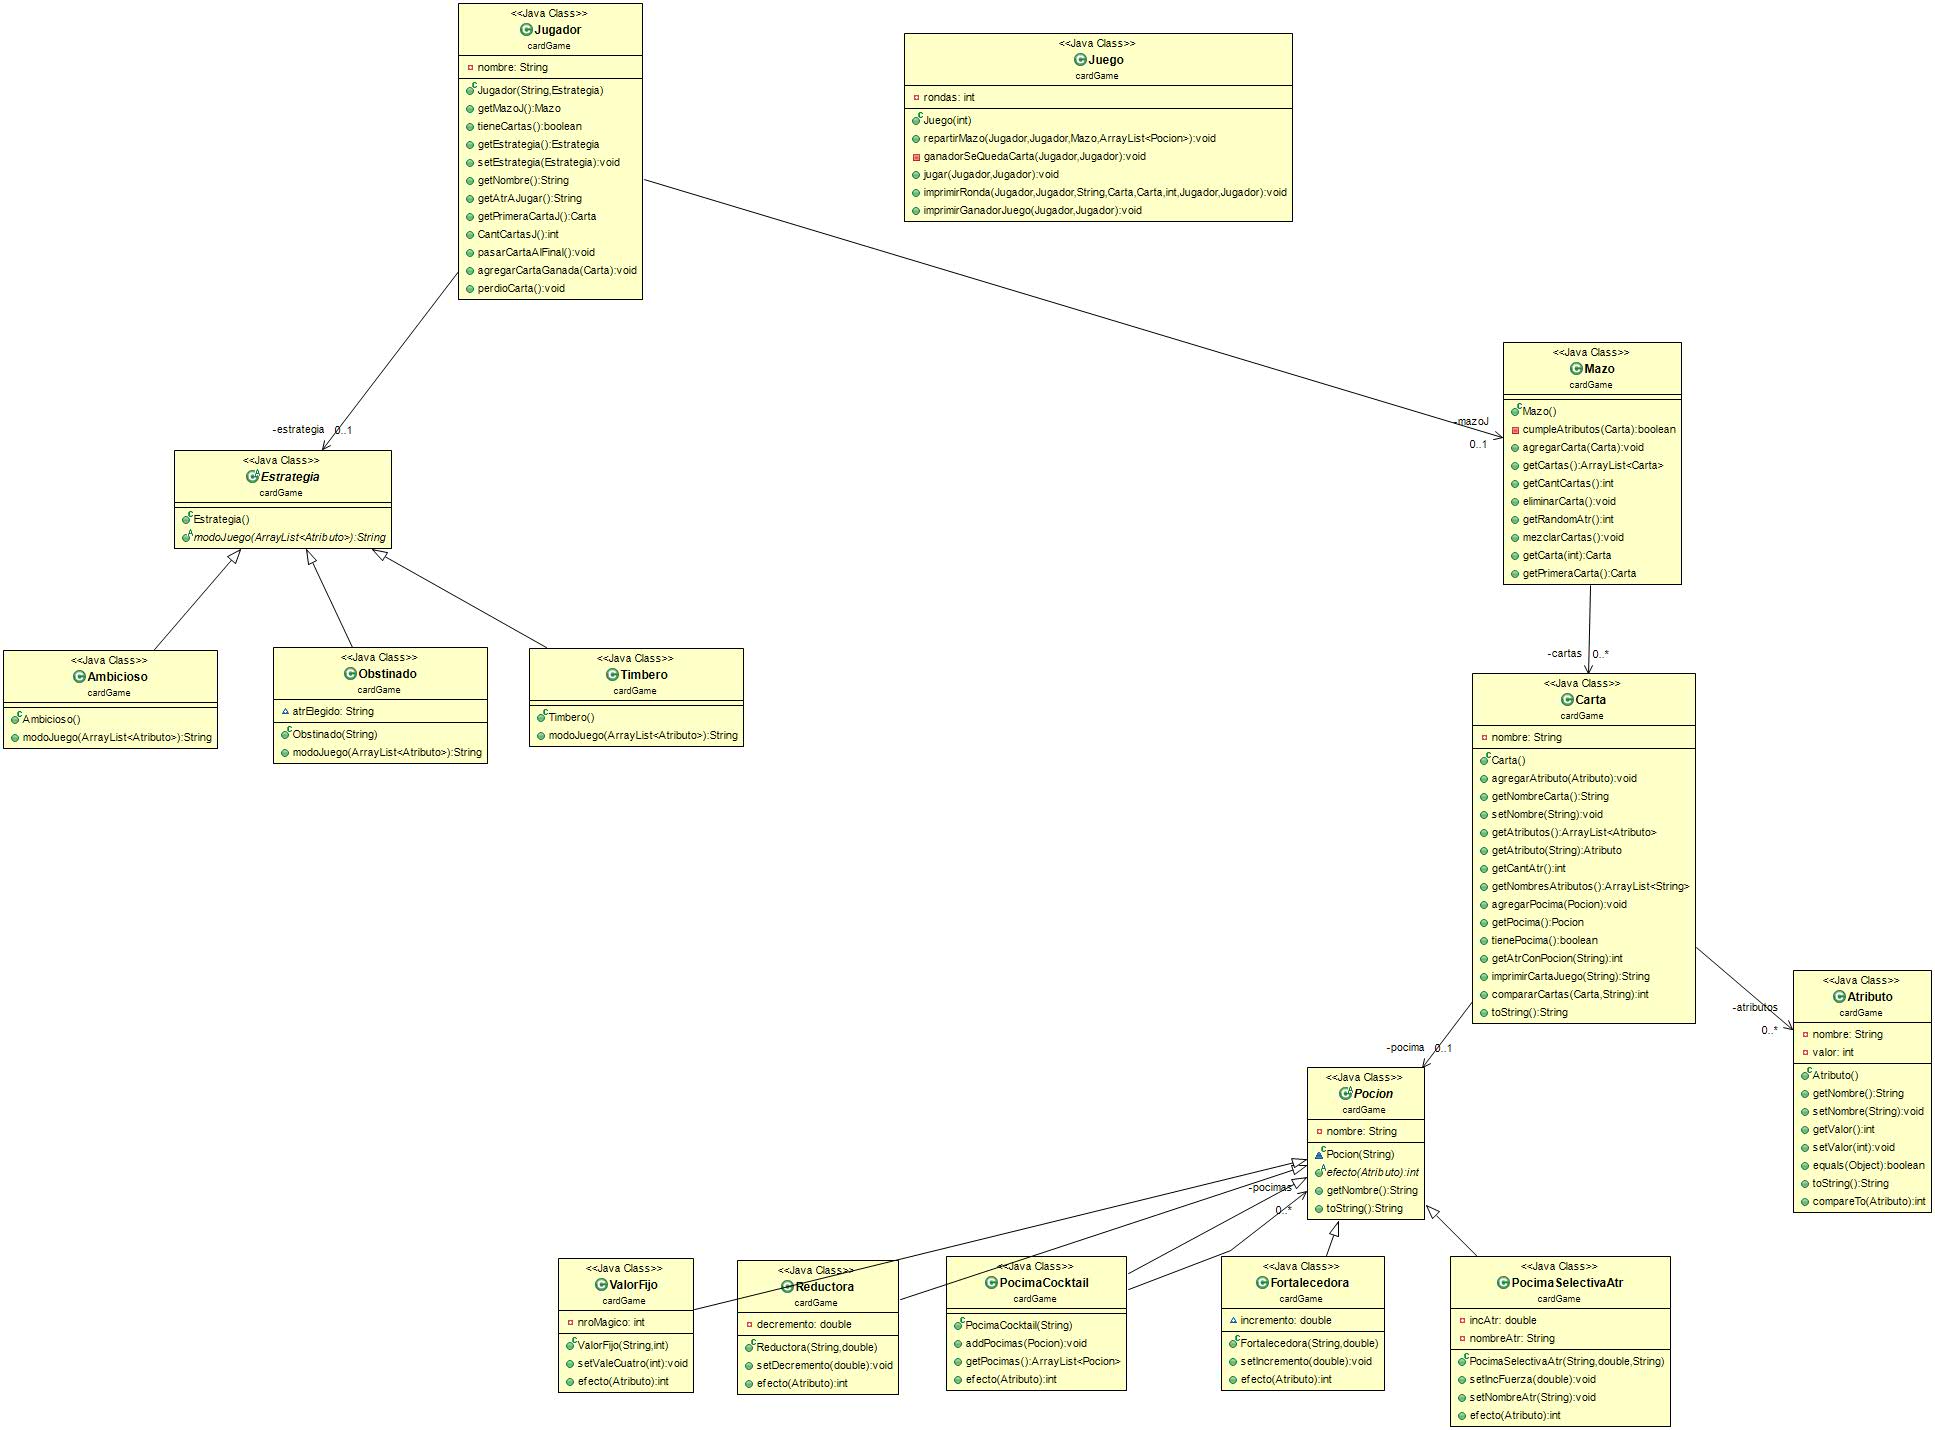 <<Java Class>>
Jugador
cardGame
nombre: String
Jugador(String,Estrategia)
getMazoJ():Mazo
tieneCartas():boolean
getEstrategia():Estrategia
setEstrategia(Estrategia):void
getNombre():String
getAtrAJugar():String
getPrimeraCartaJ():Carta
CantCartasJ():int
pasarCartaAlFinal():void
agregarCartaGanada(Carta):void
perdioCarta():void
<<Java Class>>
Juego
cardGame
rondas: int
Juego(int)
repartirMazo(Jugador,Jugador,Mazo,ArrayList<Pocion>):void
ganadorSeQuedaCarta(Jugador,Jugador):void
jugar(Jugador,Jugador):void
imprimirRonda(Jugador,Jugador,String,Carta,Carta,int,Jugador,Jugador):void
imprimirGanadorJuego(Jugador,Jugador):void
-estrategia 0..1
-mazoJ
0..1
<<Java Class>>
Mazo
cardGame
Mazo()
cumpleAtributos(Carta):boolean
agregarCarta(Carta):void
getCartas():ArrayList<Carta>
getCantCartas():int
eliminarCarta():void
getRandomAtr():int
mezclarCartas():void
getCarta(int):Carta
getPrimeraCarta():Carta
<<Java Class>>
Estrategia
cardGame
Estrategia()
modoJuego(ArrayList<Atributo>):String
<<Java Class>>
Ambicioso
cardGame
Ambicioso()
modoJuego(ArrayList<Atributo>):String
<<Java Class>>
Obstinado
cardGame
atrElegido: String
Obstinado(String)
modoJuego(ArrayList<Atributo>):String
<<Java Class>>
Timbero
cardGame
Timbero()
modoJuego(ArrayList<Atributo>):String
-cartas 0..*
<<Java Class>>
Carta
cardGame
nombre: String
Carta()
agregarAtributo(Atributo):void
getNombreCarta():String
setNombre(String):void
getAtributos():ArrayList<Atributo>
getAtributo(String):Atributo
getCantAtr():int
getNombresAtributos():ArrayList<String>
agregarPocima(Pocion):void
getPocima():Pocion
tienePocima():boolean
getAtrConPocion(String):int
imprimirCartaJuego(String):String
compararCartas(Carta,String):int
toString():String
-atributos
0..*
<<Java Class>>
Atributo
cardGame
nombre: String
valor: int
Atributo()
getNombre():String
setNombre(String):void
getValor():int
setValor(int):void
equals(Object):boolean
toString():String
compareTo(Atributo):int
-pocima 0..1
<<Java Class>>
Pocion
cardGame
nombre: String
Pocion(String)
efecto(Atributo):int
getNombre():String
toString():String
-pocimas
0..*
<<Java Class>>
ValorFijo
cardGame
nroMagico: int
ValorFijo(String,int)
setValeCuatro(int):void
efecto(Atributo):int
<<Java Class>>
Reductora
cardGame
decremento: double
Reductora(String,double)
setDecremento(double):void
efecto(Atributo):int
<<Java Class>>
PocimaCocktail
cardGame
PocimaCocktail(String)
addPocimas(Pocion):void
getPocimas():ArrayList<Pocion>
efecto(Atributo):int
<<Java Class>>
Fortalecedora
cardGame
incremento: double
Fortalecedora(String,double)
setIncremento(double):void
efecto(Atributo):int
<<Java Class>>
PocimaSelectivaAtr
cardGame
incAtr: double
nombreAtr: String
PocimaSelectivaAtr(String,double,String)
setIncFuerza(double):void
setNombreAtr(String):void
efecto(Atributo):int